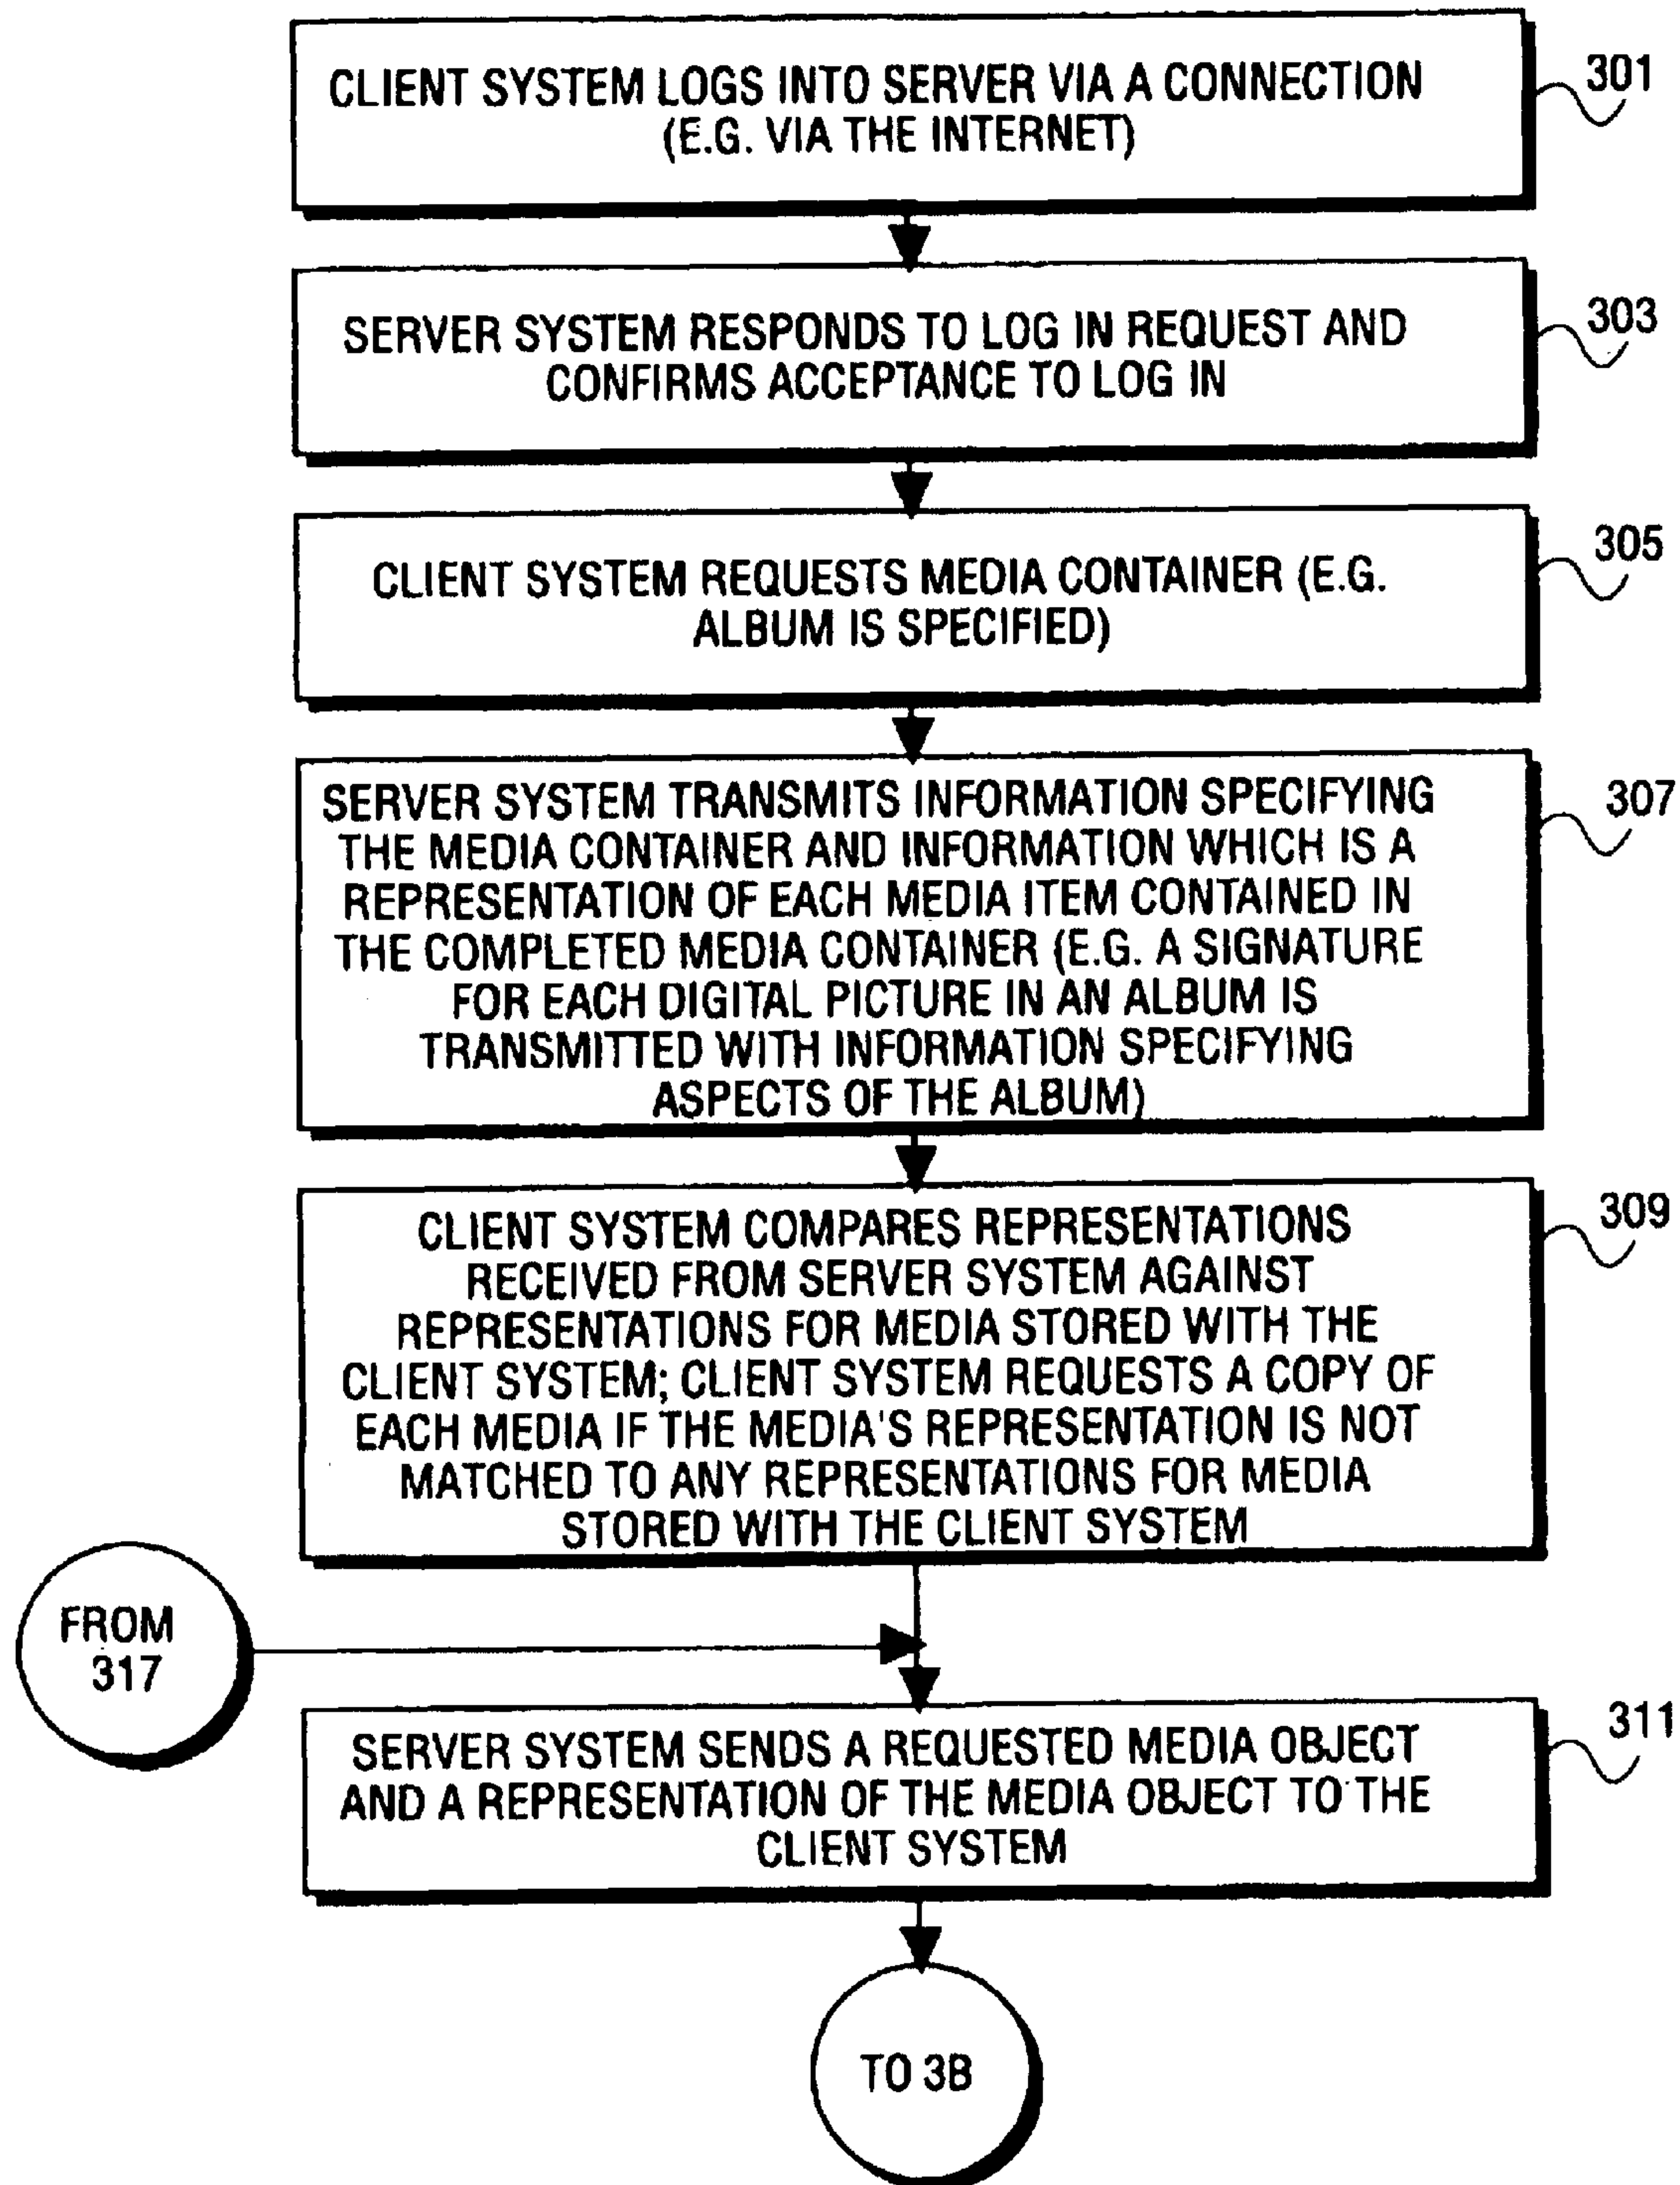 CLIENT SYSTEM LOGS INTO SERVER VIA A CONNECTION
(E.G. VIA THE INTERNET)
301
SERVER SYSTEM RESPONDS TO LOG IN REQUEST AND
CONFIRMS ACCEPTANCE TO LOG IN
303
CLIENT SYSTEM REQUESTS MEDIA CONTAINER (E.G.
ALBUM IS SPECIFIED)
305
SERVER SYSTEM TRANSMITS INFORMATION SPECIFYING
THE MEDIA CONTAINER AND INFORMATION WHICH IS A
REPRESENTATION OF EACH MEDIA ITEM CONTAINED IN
THE COMPLETED MEDIA CONTAINER (E.G. A SIGNATURE
FOR EACH DIGITAL PICTURE IN AN ALBUM IS
TRANSMITTED WITH INFORMATION SPECIFYING
ASPECTS OF THE ALBUM)
307
CLIENT SYSTEM COMPARES REPRESENTATIONS
RECEIVED FROM SERVER SYSTEM AGAINST
REPRESENTATIONS FOR MEDIA STORED WITH THE
CLIENT SYSTEM; CLIENT SYSTEM REQUESTS A COPY OF
EACH MEDIA IF THE MEDIA'S REPRESENTATION IS NOT
MATCHED TO ANY REPRESENTATIONS FOR MEDIA
STORED WITH THE CLIENT SYSTEM
309
FROM
317
SERVER SYSTEM SENDS A REQUESTED MEDIA OBJECT
AND A REPRESENTATION OF THE MEDIA OBJECT TO THE
CLIENT SYSTEM
311
TO 3B